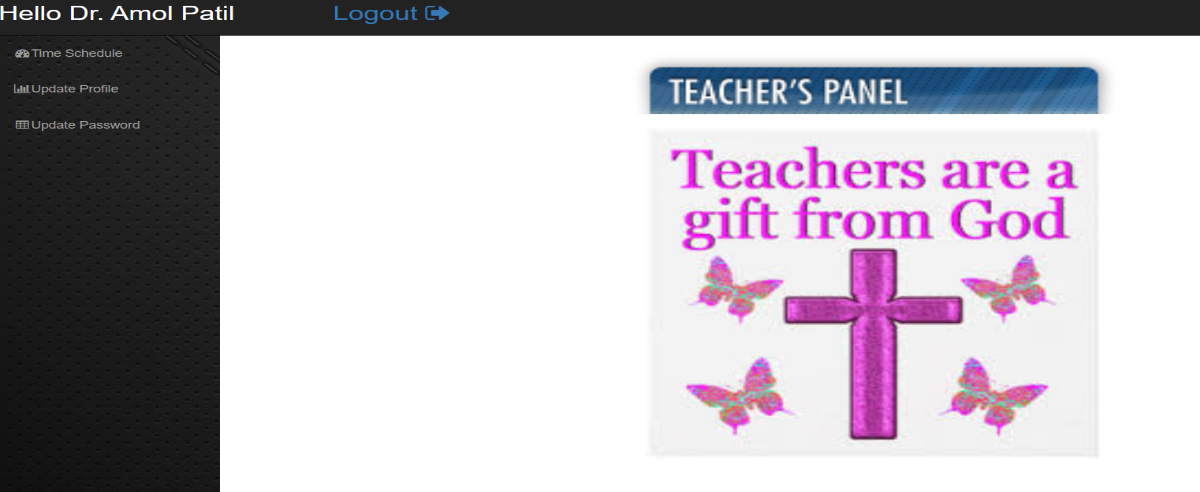 Hello Dr. Amol Patil
Logout
Time Schedule
Update Profile
Update Password
TEACHER'S PANEL
Teachers are a
gift from God